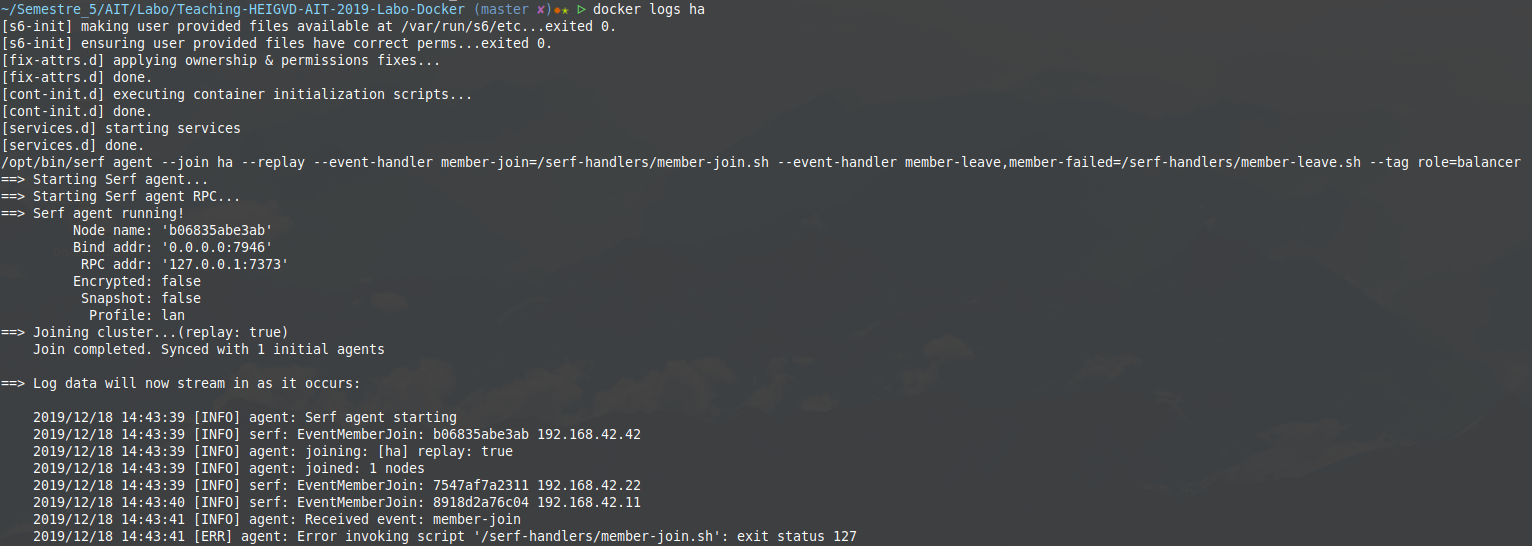 ~/Semestre_5/AIT/Labo/Teaching-HEIGVD-AIT-2019-Labo-Docker (master ✘)✹★ ᐅ docker logs ha
[s6-init] making user provided files available at /var/run/s6/etc...exited 0.
[s6-init] ensuring user provided files have correct perms...exited 0.
[fix-attrs.d] applying ownership & permissions fixes...
[fix-attrs.d] done.
[cont-init.d] executing container initialization scripts...
[cont-init.d] done.
[services.d] starting services
[services.d] done.
/opt/bin/serf agent --join ha --replay --event-handler member-join=/serf-handlers/member-join.sh --event-handler member-leave,member-failed=/serf-handlers/member-leave.sh --tag role=balancer
==> Starting Serf agent...
==> Starting Serf agent RPC...
==> Serf agent running!
         Node name: 'b06835abe3ab'
         Bind addr: '0.0.0.0:7946'
          RPC addr: '127.0.0.1:7373'
         Encrypted: false
          Snapshot: false
           Profile: lan
==> Joining cluster...(replay: true)
    Join completed. Synced with 1 initial agents
==> Log data will now stream in as it occurs:
    2019/12/18 14:43:39 [INFO] agent: Serf agent starting
    2019/12/18 14:43:39 [INFO] serf: EventMemberJoin: b06835abe3ab 192.168.42.42
    2019/12/18 14:43:39 [INFO] agent: joining: [ha] replay: true
    2019/12/18 14:43:39 [INFO] agent: joined: 1 nodes
    2019/12/18 14:43:39 [INFO] serf: EventMemberJoin: 7547af7a2311 192.168.42.22
    2019/12/18 14:43:40 [INFO] serf: EventMemberJoin: 8918d2a76c04 192.168.42.11
    2019/12/18 14:43:41 [INFO] agent: Received event: member-join
    2019/12/18 14:43:41 [ERR] agent: Error invoking script '/serf-handlers/member-join.sh': exit status 127